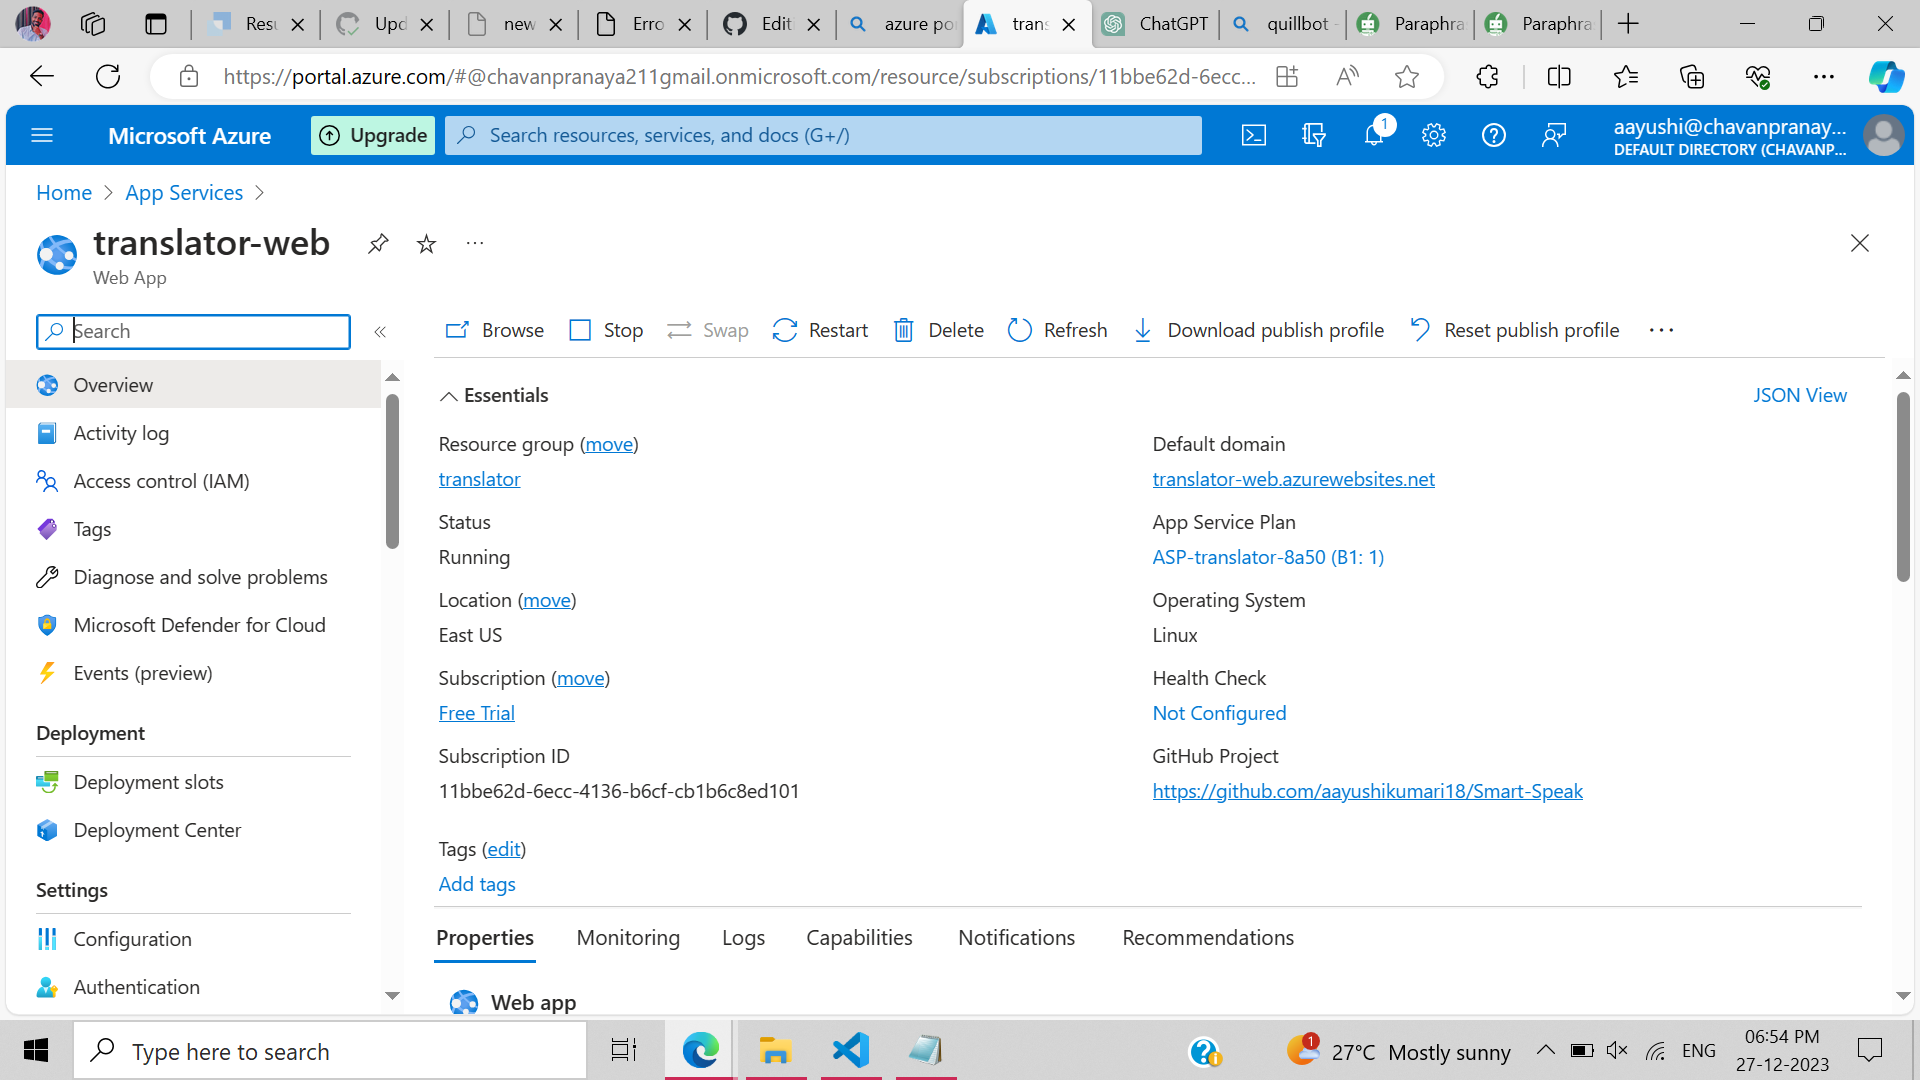 Resu
Upd
new
Erro
Edit
azure por
trans
ChatGPT
quillbot -
Paraphra
Paraphra
https://portal.azure.com/#@chavanpranaya211gmail.onmicrosoft.com/resource/subscriptions/11bbe62d-6ecc...
Microsoft Azure
Upgrade
Search resources, services, and docs (G+/)
1
aayushi@chavanpranay...
DEFAULT DIRECTORY (CHAVANP...
Home > App Services >
translator-web
Web App
Search
Browse Stop Swap Restart Delete Refresh Download publish profile Reset publish profile
Overview
Activity log
Access control (IAM)
Tags
Diagnose and solve problems
Microsoft Defender for Cloud
Events (preview)
Deployment
Deployment slots
Deployment Center
Settings
Configuration
Authentication
Essentials
JSON View
Resource group (move)
translator
Status
Running
Location (move)
East US
Subscription (move)
Free Trial
Subscription ID
11bbe62d-6ecc-4136-b6cf-cb1b6c8ed101
Default domain
translator-web.azurewebsites.net
App Service Plan
ASP-translator-8a50 (B1: 1)
Operating System
Linux
Health Check
Not Configured
GitHub Project
https://github.com/aayushikumari18/Smart-Speak
Tags (edit)
Add tags
Properties Monitoring Logs Capabilities Notifications Recommendations
Web app
Type here to search
1
27°C Mostly sunny
ENG
06:54 PM
27-12-2023